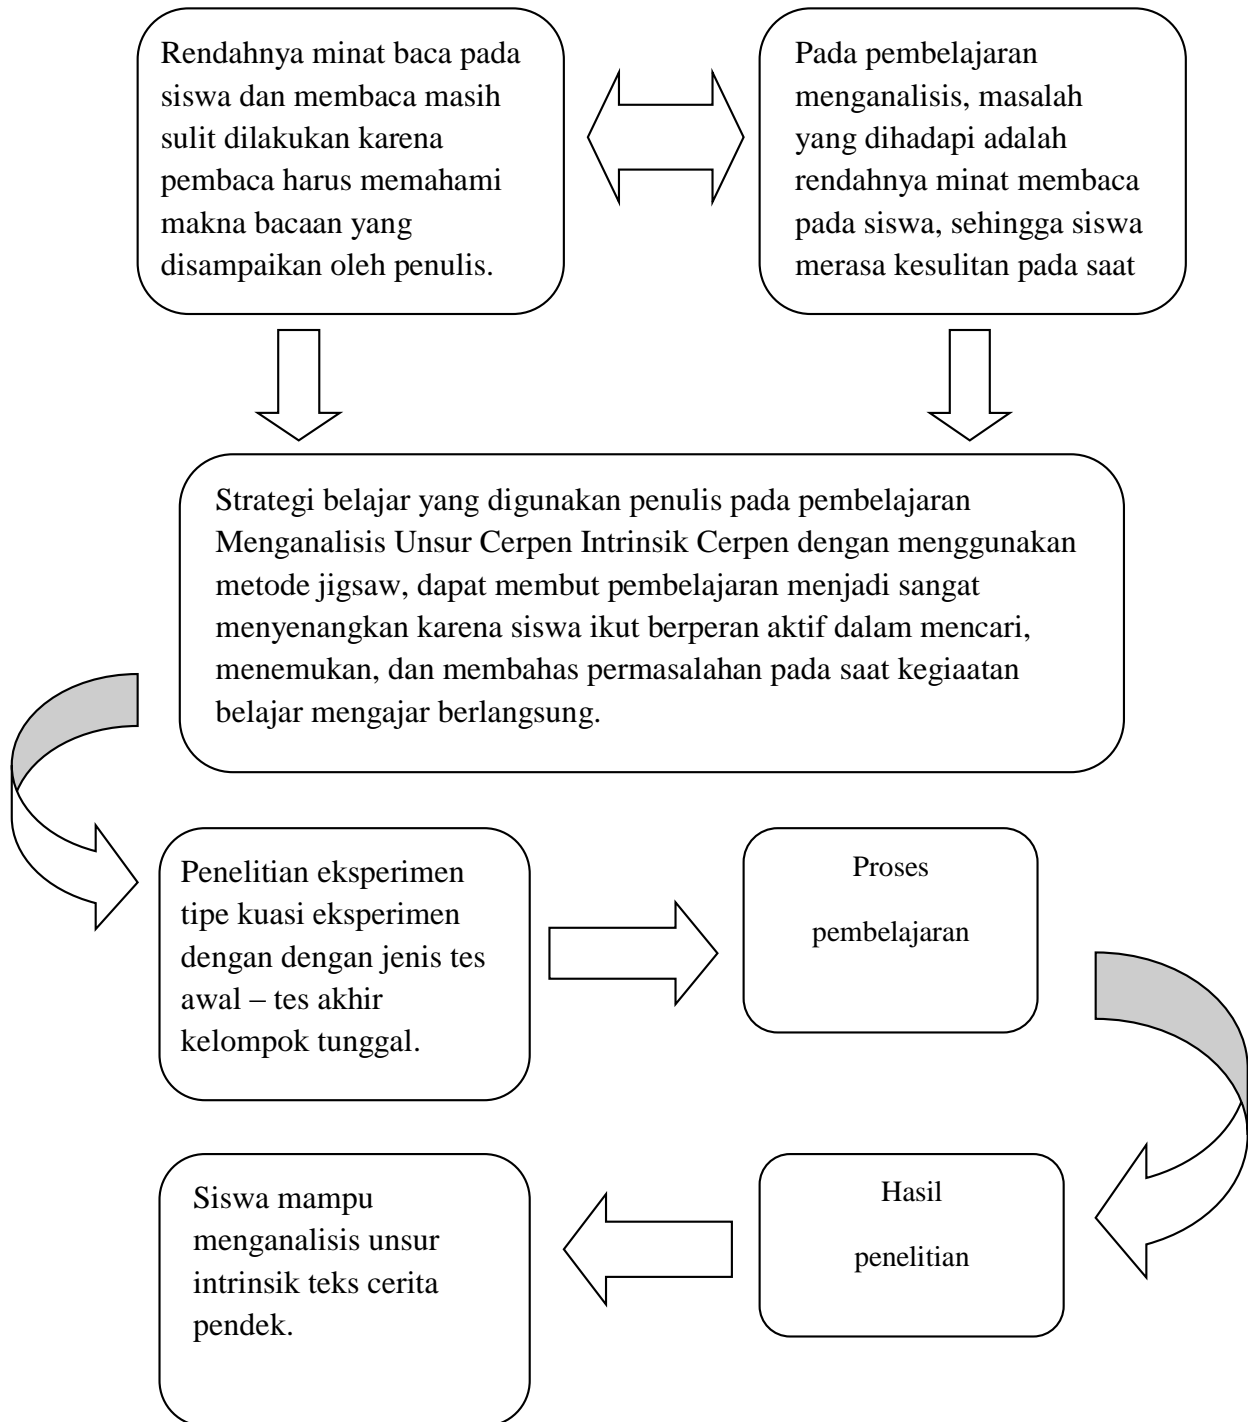 Rendahnya minat baca pada
siswa dan membaca masih
sulit dilakukan karena
pembaca harus memahami
makna bacaan yang
disampaikan oleh penulis.
Pada pembelajaran
menganalisis, masalah
yang dihadapi adalah
rendahnya minat membaca
pada siswa, sehingga siswa
merasa kesulitan pada saat
Strategi belajar yang digunakan penulis pada pembelajaran
Menganalisis Unsur Cerpen Intrinsik Cerpen dengan menggunakan
metode jigsaw, dapat membut pembelajaran menjadi sangat
menyenangkan karena siswa ikut berperan aktif dalam mencari,
menemukan, dan membahas permasalahan pada saat kegiaatan
belajar mengajar berlangsung.
Penelitian eksperimen
tipe kuasi eksperimen
dengan dengan jenis tes
awal – tes akhir
kelompok tunggal.
Proses
pembelajaran
Hasil
penelitian
Siswa mampu
menganalisis unsur
intrinsik teks cerita
pendek.